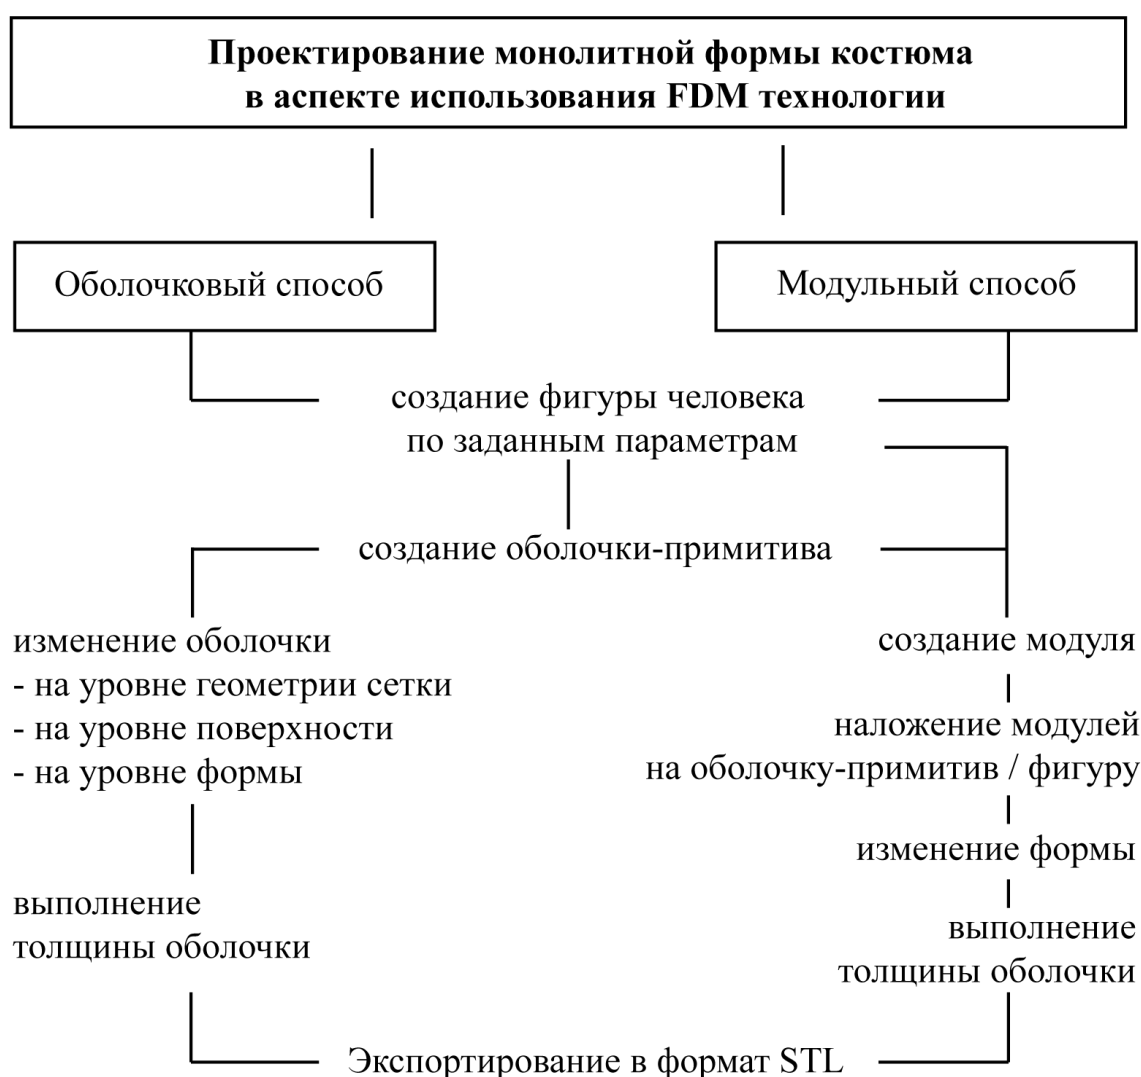 Проектирование монолитной формы костюма
в аспекте использования FDM технологии
Оболочковый способ
Модульный способ
создание фигуры человека
по заданным параметрам
создание оболочки-примитива
изменение оболочки
- на уровне геометрии сетки
- на уровне поверхности
- на уровне формы
выполнение
толщины оболочки
создание модуля
наложение модулей
на оболочку-примитив / фигуру
изменение формы
выполнение
толщины оболочки
Экспортирование в формат STL